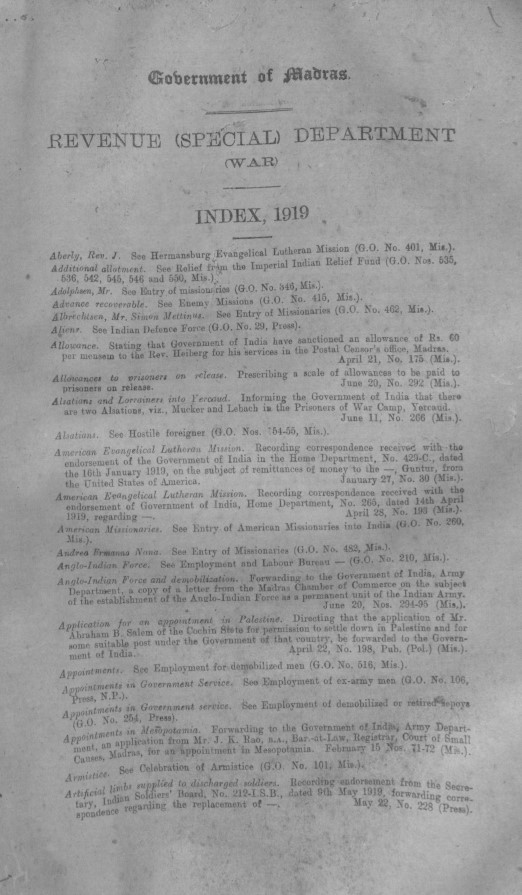 Government of Madras.
REVENUE (SPECIAL) DEPARTMENT
(WAR)
INDEX, 1919
Aberly, Rev. J. See Hermansburg Evangelical Lutheran Mission (G.O. No. 401, Mis.).
Additional allotment. See Relief from the Imperial Indian Relief Fund (G.O. Nos. 535,
536, 542, 545, 546 and 550, Mis.).
Adolphsen, Mr. See Entry of missionaries (G.O. No. 346, Mis.).
Advance recoverable. See Enemy Missions (G.O. No. 415, Mis.).
Albrechtsen, Mr. Simon Mettinus. See Entry of Missionaries (G.O. No. 462, Mis.).
Aliens. See Indian Defence Force (G.O. No. 29, Press).
Allowance. Stating that Government of India have sanctioned an allowance of Rs. 60
per mensem to the Rev. Heiberg for his services in the Postal Censor's office, Madras.
April 21, No. 175 (Mis.).
Allowances to prisoners on release. Prescribing a scale of allowances to be paid to
prisoners on release. June 20, No. 292 (Mis.).
Alsatians and Lorrainers into Yercaud. Informing the Government of India that there
are two Alsatians, viz., Mucker and Lebach in the Prisoners of War Camp, Yercaud.
June 11, No. 266 (Mis.).
Alsatians. See Hostile foreigner (G.O. Nos. 154-55, Mis.).
American Evangelical Lutheran Mission. Recording correspondence received with the
endorsement of the Government of India in the Home Department, No. 429-C., dated
the 16th January 1919, on the subject of remittances of money to the —, Guntur, from
the United States of America. January 27, No. 30 (Mis.).
American Evangelical Lutheran Mission. Recording correspondence received with the
endorsement of Government of India, Home Department, No. 265, dated 14th April
1919, regarding —. April 28, No. 193 (Mis.).
American Missionaries. See Entry of American Missionaries into India (G.O. No. 260,
Mis.).
Andrea Ermanno Nana. See Entry of Missionaries (G.O. No. 482, Mis.).
Anglo-Indian Force. See Employment and Labour Bureau — (G.O. No. 210, Mis.).
Anglo-Indian Force and demobilization. Forwarding to the Government of India, Army
Department, a copy of a letter from the Madras Chamber of Commerce on the subject
of the establishment of the Anglo-Indian Force as a permanent unit of the Indian Army.
June 20, Nos. 294-95 (Mis.).
Application for an appointment in Palestine. Directing that the application of Mr.
Abraham B. Salem of the Cochin State for permission to settle down in Palestine and for
some suitable post under the Government of that country, be forwarded to the Govern-
ment of India. April 22, No. 198, Pub. (Pol.) (Mis.).
Appointments. See Employment for demobilized men (G.O. No. 516, Mis.).
Appointments in Government Service. See Employment of ex-army men (G.O. No. 106,
Press, N.P.).
Appointments in Government service. See Employment of demobilized or retired sepoys
(G.O. No. 254, Press).
Appointments in Mesopotamia. Forwarding to the Government of India, Army Depart-
ment, an application from Mr. J. K. Rao, B.A., Bar.-at-Law, Registrar, Court of Small
Causes, Madras, for an appointment in Mesopotamia. February 15 Nos. 71-72 (Mis.).
Armistice. See Celebration of Armistice (G.O. No. 101, Mis.).
Artificial limbs supplied to discharged soldiers. Recording endorsement from the Secre-
tary, Indian Soldiers' Board, No. 212-I.S.B., dated 9th May 1919, forwarding corre-
spondence regarding the replacement of —. May 22, No. 228 (Press).